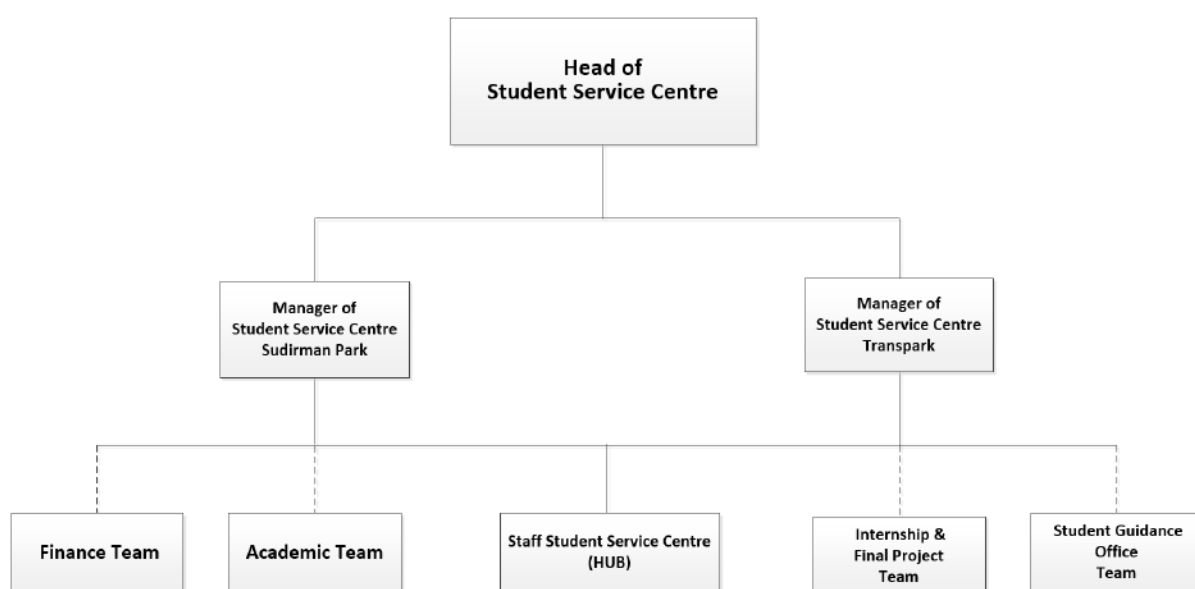 Head of
Student Service Centre
Manager of
Student Service Centre
Sudirman Park
Manager of
Student Service Centre
Transpark
Finance Team
Academic Team
Staff Student Service Centre
(HUB)
Internship &
Final Project
Team
Student Guidance
Office
Team